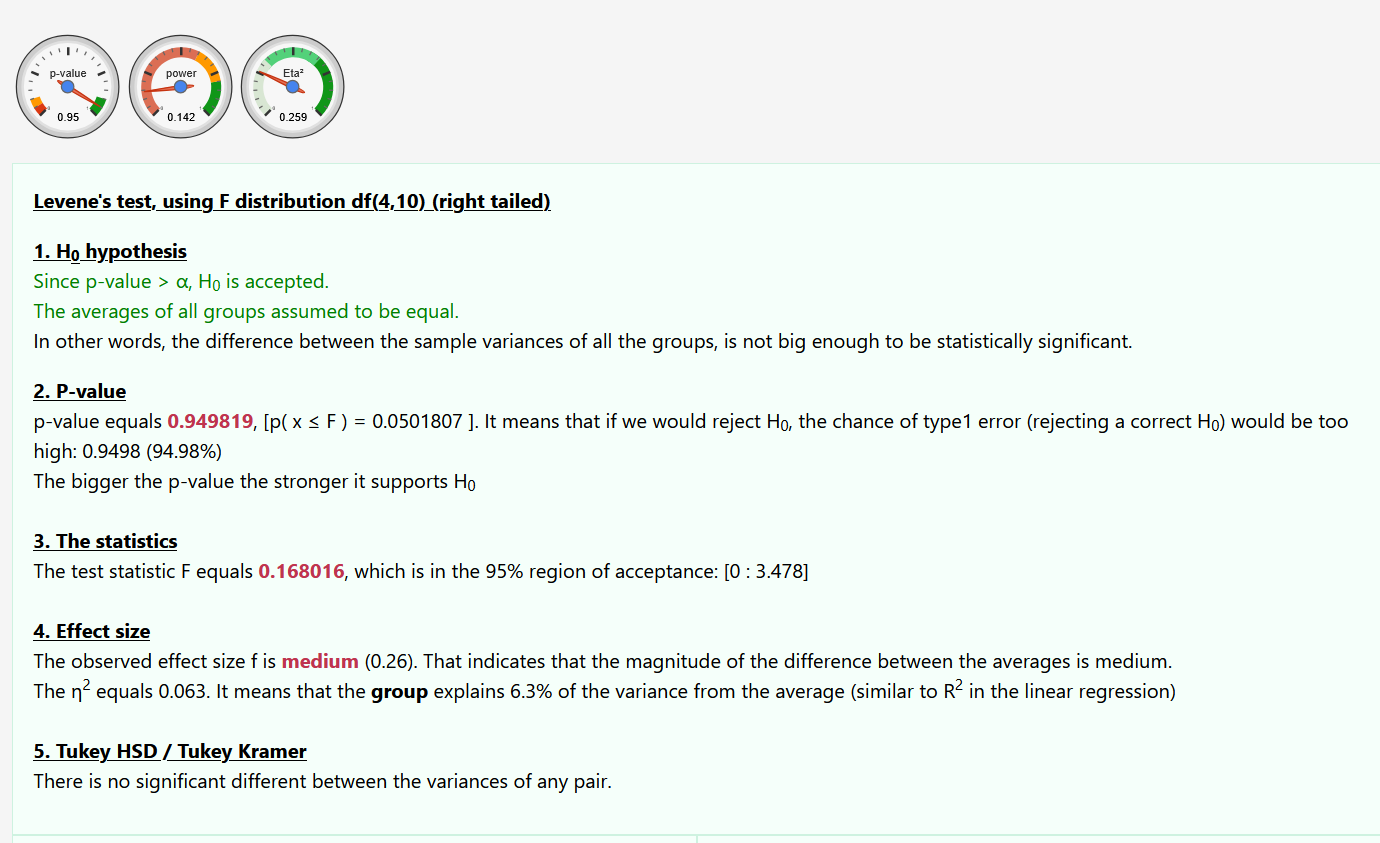 p-value
0.95
power
0.142
Eta²
0.259
Levene's test, using F distribution df(4,10) (right tailed)
1. H₀ hypothesis
Since p-value > α, H₀ is accepted.
The averages of all groups assumed to be equal.
In other words, the difference between the sample variances of all the groups, is not big enough to be statistically significant.
2. P-value
p-value equals 0.949819, [p( x ≤ F ) = 0.0501807 ]. It means that if we would reject H₀, the chance of type1 error (rejecting a correct H₀) would be too
high: 0.9498 (94.98%)
The bigger the p-value the stronger it supports H₀
3. The statistics
The test statistic F equals 0.168016, which is in the 95% region of acceptance: [0 : 3.478]
4. Effect size
The observed effect size f is medium (0.26). That indicates that the magnitude of the difference between the averages is medium.
The η² equals 0.063. It means that the group explains 6.3% of the variance from the average (similar to R² in the linear regression)
5. Tukey HSD / Tukey Kramer
There is no significant different between the variances of any pair.